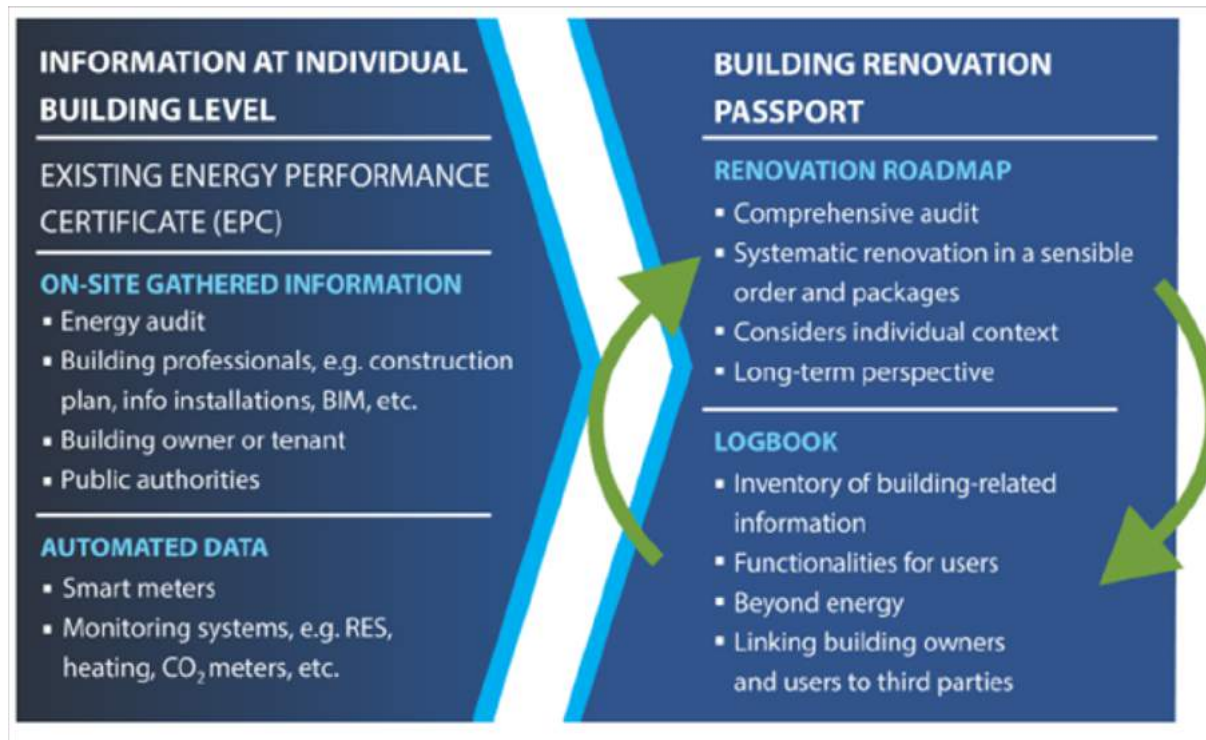 INFORMATION AT INDIVIDUAL
BUILDING LEVEL
EXISTING ENERGY PERFORMANCE
CERTIFICATE (EPC)
ON-SITE GATHERED INFORMATION
▪ Energy audit
▪ Building professionals, e.g. construction
plan, info installations, BIM, etc.
▪ Building owner or tenant
▪ Public authorities
AUTOMATED DATA
▪ Smart meters
▪ Monitoring systems, e.g. RES,
heating, CO₂ meters, etc.
BUILDING RENOVATION
PASSPORT
RENOVATION ROADMAP
▪ Comprehensive audit
▪ Systematic renovation in a sensible
order and packages
▪ Considers individual context
▪ Long-term perspective
LOGBOOK
▪ Inventory of building-related
information
▪ Functionalities for users
▪ Beyond energy
▪ Linking building owners
and users to third parties